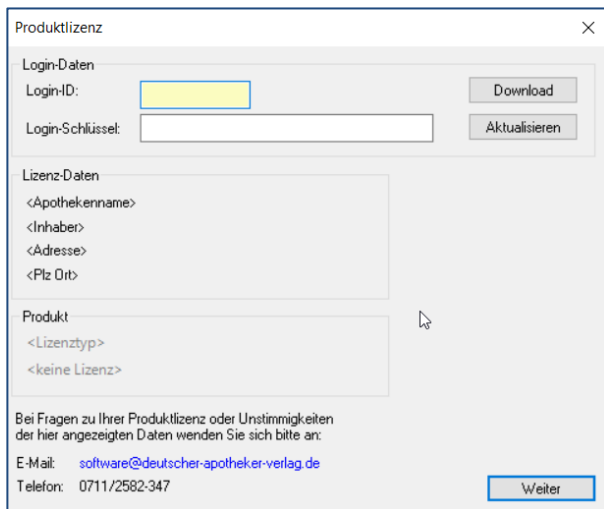 Produktlizenz
Login-Daten
Login-ID:
Download
Login-Schlüssel:
Aktualisieren
Lizenz-Daten
<Apothekenname>
<Inhaber>
<Adresse>
<Plz Ort>
Produkt
<Lizenztyp>
<keine Lizenz>
Bei Fragen zu Ihrer Produktlizenz oder Unstimmigkeiten
der hier angezeigten Daten wenden Sie sich bitte an:
E-Mail: software@deutscher-apotheker-verlag.de
Telefon: 0711/2582-347
Weiter